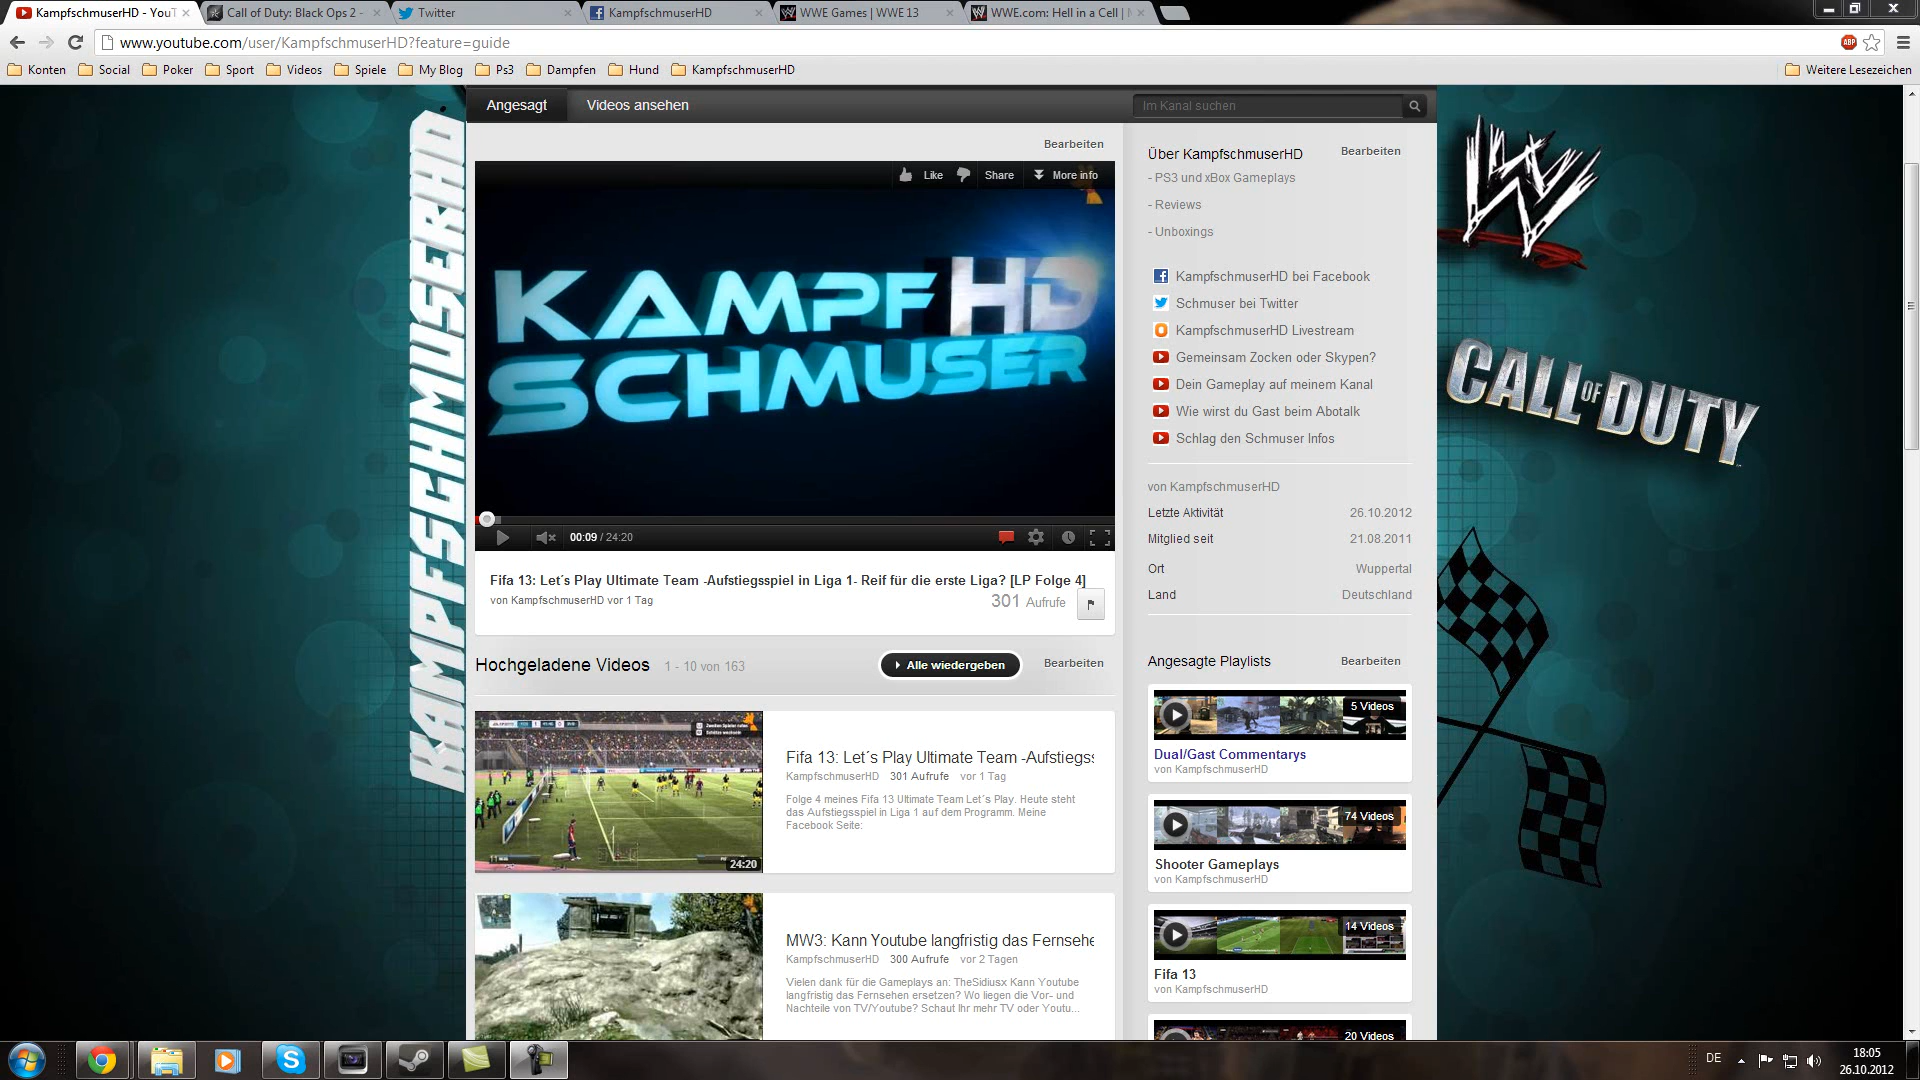 KampfschmuserHD - YouT
Call of Duty: Black Ops 2 -
Twitter
KampfschmuserHD
WWE Games | WWE 13
WWE.com: Hell in a Cell |
www.youtube.com/user/KampfschmuserHD?feature=guide
ABP
Konten
Social
Poker
Sport
Videos
Spiele
My Blog
Ps3
Dampfen
Hund
KampfschmuserHD
Weitere Lesezeichen
KAMPFSCHMUSERHD
Angesagt
Videos ansehen
Im Kanal suchen
Bearbeiten
Like
Share
More info
KAMPF HD
SCHMUSER
00:09 / 24:20
Fifa 13: Let´s Play Ultimate Team -Aufstiegsspiel in Liga 1- Reif für die erste Liga? [LP Folge 4]
von KampfschmuserHD vor 1 Tag
301 Aufrufe
Hochgeladene Videos
1 - 10 von 163
Alle wiedergeben
Bearbeiten
24:20
Fifa 13: Let´s Play Ultimate Team -Aufstiegss
KampfschmuserHD 301 Aufrufe vor 1 Tag
Folge 4 meines Fifa 13 Ultimate Team Let´s Play. Heute steht
das Aufstiegsspiel in Liga 1 auf dem Programm. Meine
Facebook Seite:
MW3: Kann Youtube langfristig das Fernsehe
KampfschmuserHD 300 Aufrufe vor 2 Tagen
Vielen dank für die Gameplays an: TheSidiusx Kann Youtube
langfristig das Fernsehen ersetzen? Wo liegen die Vor- und
Nachteile von TV/Youtube? Schaut Ihr mehr TV oder Youtu...
Über KampfschmuserHD
Bearbeiten
- PS3 und xBox Gameplays
- Reviews
- Unboxings
KampfschmuserHD bei Facebook
Schmuser bei Twitter
KampfschmuserHD Livestream
Gemeinsam Zocken oder Skypen?
Dein Gameplay auf meinem Kanal
Wie wirst du Gast beim Abotalk
Schlag den Schmuser Infos
von KampfschmuserHD
Letzte Aktivität 26.10.2012
Mitglied seit 21.08.2011
Ort Wuppertal
Land Deutschland
Angesagte Playlists
Bearbeiten
5 Videos
Dual/Gast Commentarys
von KampfschmuserHD
74 Videos
Shooter Gameplays
von KampfschmuserHD
14 Videos
Fifa 13
von KampfschmuserHD
20 Videos
W
CALL OF DUTY
DE
18:05
26.10.2012